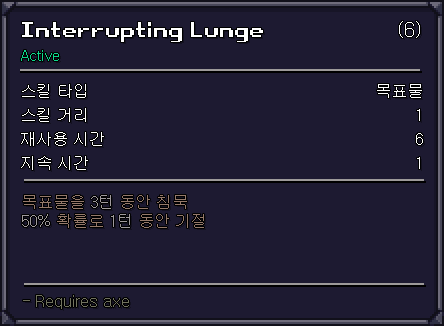 Interrupting Lunge (6)
Active
스킬 타입 목표물
스킬 거리 1
재사용 시간 6
지속 시간 1
목표물을 3턴 동안 침묵
50% 확률로 1턴 동안 기절
- Requires axe